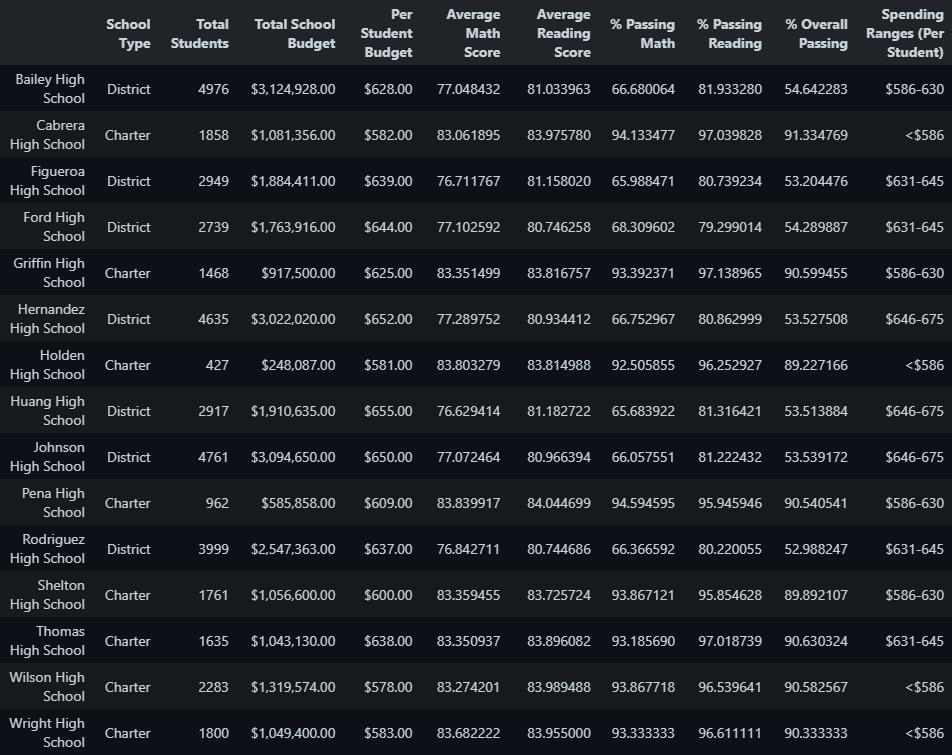 School Type Total Students Total School Budget Per Student Budget Average Math Score Average Reading Score % Passing Math % Passing Reading % Overall Passing Spending Ranges (Per Student)
Bailey High School District 4976 $3,124,928.00 $628.00 77.048432 81.033963 66.680064 81.933280 54.642283 $586-630
Cabrera High School Charter 1858 $1,081,356.00 $582.00 83.061895 83.975780 94.133477 97.039828 91.334769 <$586
Figueroa High School District 2949 $1,884,411.00 $639.00 76.711767 81.158020 65.988471 80.739234 53.204476 $631-645
Ford High School District 2739 $1,763,916.00 $644.00 77.102592 80.746258 68.309602 79.299014 54.289887 $631-645
Griffin High School Charter 1468 $917,500.00 $625.00 83.351499 83.816757 93.392371 97.138965 90.599455 $586-630
Hernandez High School District 4635 $3,022,020.00 $652.00 77.289752 80.934412 66.752967 80.862999 53.527508 $646-675
Holden High School Charter 427 $248,087.00 $581.00 83.803279 83.814988 92.505855 96.252927 89.227166 <$586
Huang High School District 2917 $1,910,635.00 $655.00 76.629414 81.182722 65.683922 81.316421 53.513884 $646-675
Johnson High School District 4761 $3,094,650.00 $650.00 77.072464 80.966394 66.057551 81.222432 53.539172 $646-675
Pena High School Charter 962 $585,858.00 $609.00 83.839917 84.044699 94.594595 95.945946 90.540541 $586-630
Rodriguez High School District 3999 $2,547,363.00 $637.00 76.842711 80.744686 66.366592 80.220055 52.988247 $631-645
Shelton High School Charter 1761 $1,056,600.00 $600.00 83.359455 83.725724 93.867121 95.854628 89.892107 $586-630
Thomas High School Charter 1635 $1,043,130.00 $638.00 83.350937 83.896082 93.185690 97.018739 90.630324 $631-645
Wilson High School Charter 2283 $1,319,574.00 $578.00 83.274201 83.989488 93.867718 96.539641 90.582567 <$586
Wright High School Charter 1800 $1,049,400.00 $583.00 83.682222 83.955000 93.333333 96.611111 90.333333 <$586